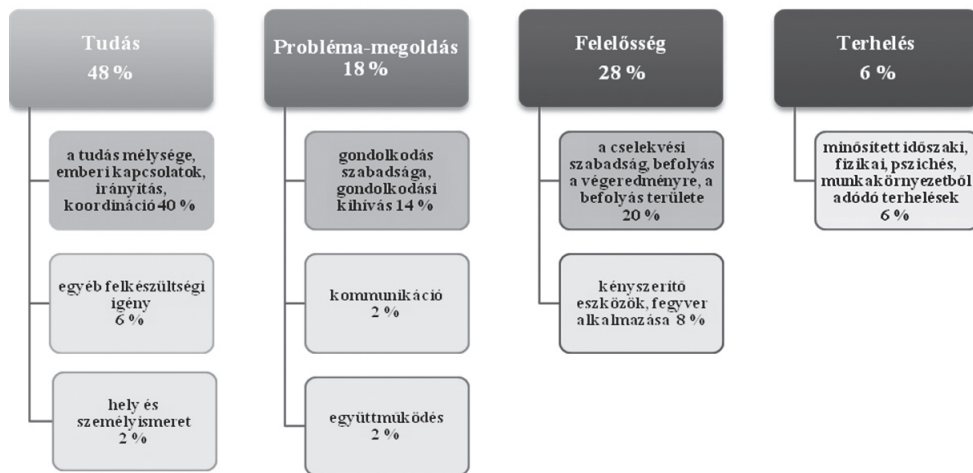 Tudás
48 %
a tudás mélysége,
emberi kapcsolatok,
irányítás,
koordináció 40 %
egyéb felkészültségi
igény
6 %
hely és
személyismeret
2 %
Probléma-megoldás
18 %
gondolkodás
szabadsága,
gondolkodási
kihívás 14 %
kommunikáció
2 %
együttműködés
2 %
Felelősség
28 %
a cselekvési
szabadság, befolyás
a végeredményre, a
befolyás területe
20 %
kényszerítő
eszközök, fegyver
alkalmazása 8 %
Terhelés
6 %
minősített időszaki,
fizikai, pszichés,
munkakörnyezetből
adódó terhelések
6 %